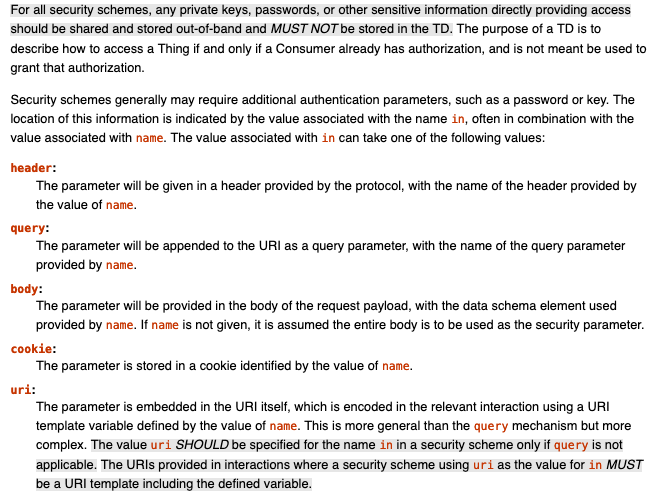 For all security schemes, any private keys, passwords, or other sensitive information directly providing access
should be shared and stored out-of-band and MUST NOT be stored in the TD. The purpose of a TD is to
describe how to access a Thing if and only if a Consumer already has authorization, and is not meant be used to
grant that authorization.
Security schemes generally may require additional authentication parameters, such as a password or key. The
location of this information is indicated by the value associated with the name in, often in combination with the
value associated with name. The value associated with in can take one of the following values:
header:
The parameter will be given in a header provided by the protocol, with the name of the header provided by
the value of name.
query:
The parameter will be appended to the URI as a query parameter, with the name of the query parameter
provided by name.
body:
The parameter will be provided in the body of the request payload, with the data schema element used
provided by name. If name is not given, it is assumed the entire body is to be used as the security parameter.
cookie:
The parameter is stored in a cookie identified by the value of name.
uri:
The parameter is embedded in the URI itself, which is encoded in the relevant interaction using a URI
template variable defined by the value of name. This is more general than the query mechanism but more
complex. The value uri SHOULD be specified for the name in in a security scheme only if query is not
applicable. The URIs provided in interactions where a security scheme using uri as the value for in MUST
be a URI template including the defined variable.